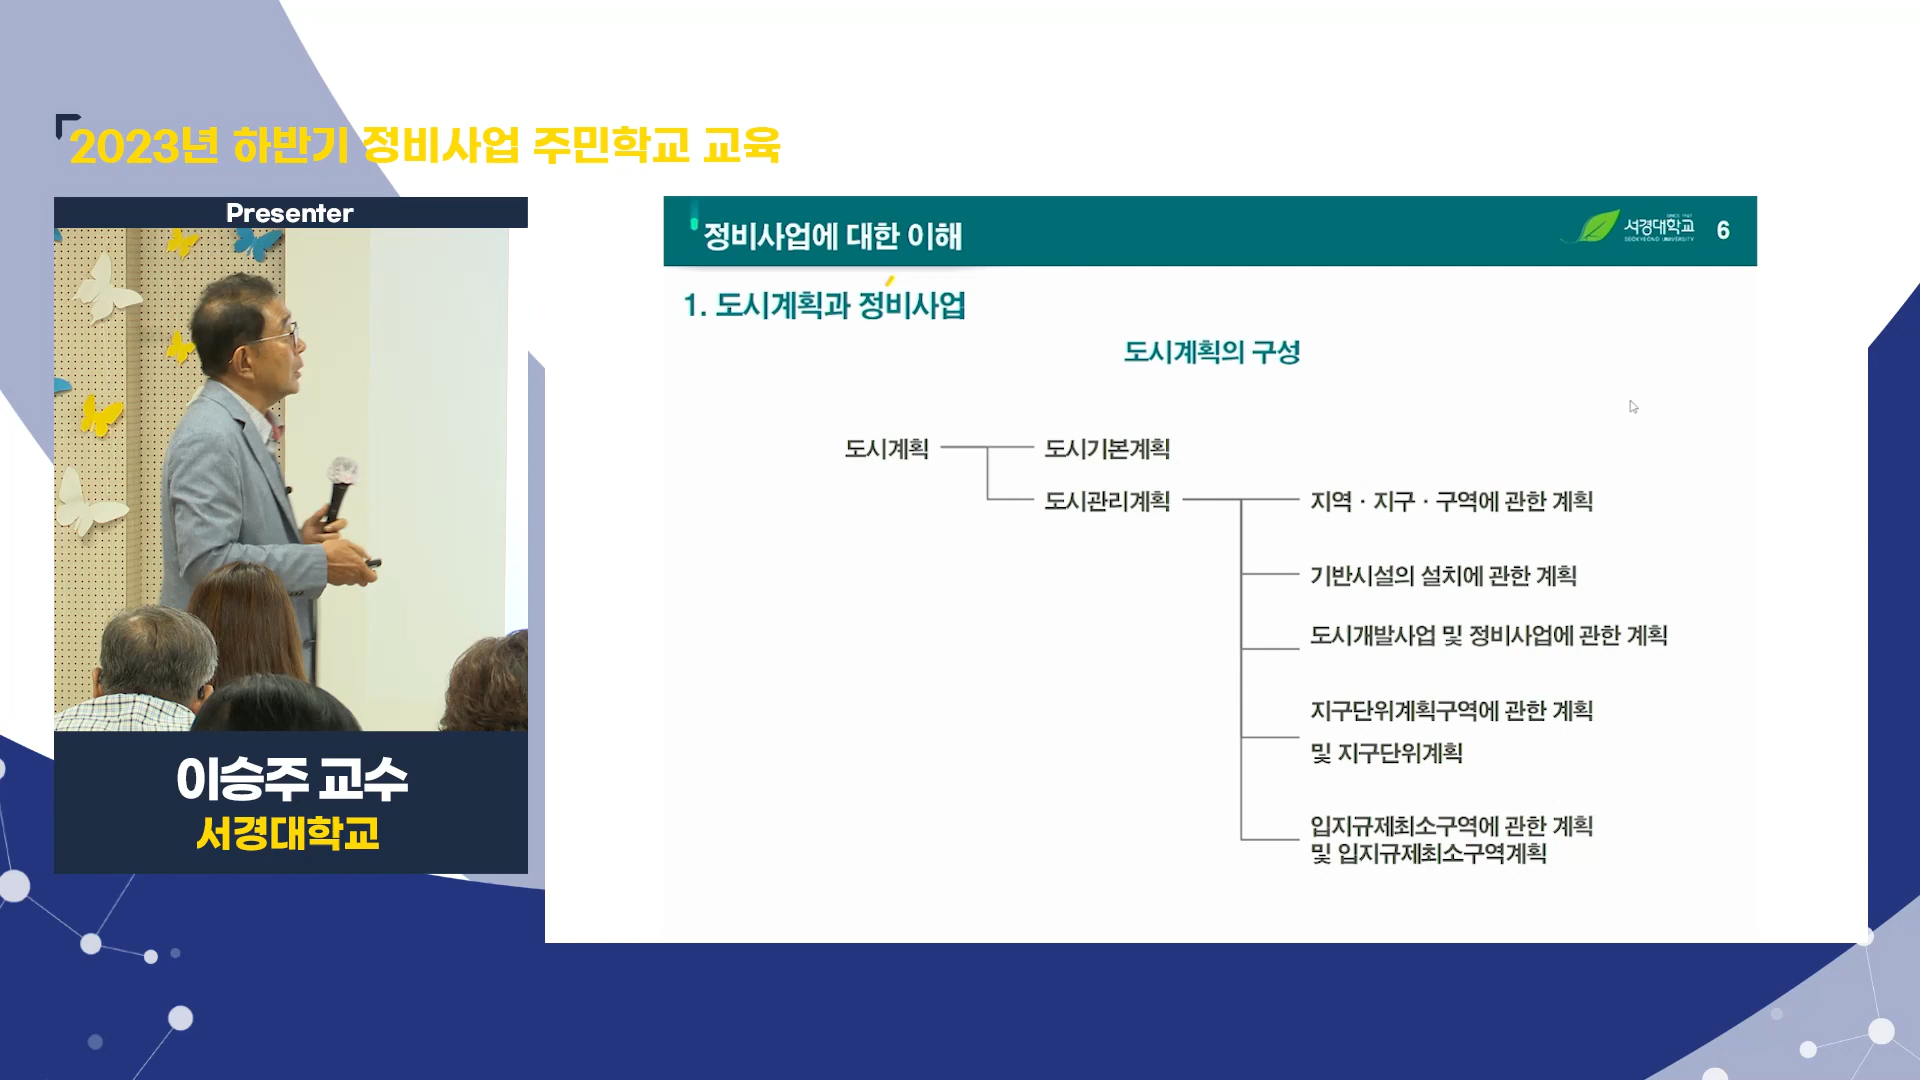 2023년 하반기 정비사업 주민학교 교육
Presenter
이승주 교수
서경대학교
정비사업에 대한 이해
SINCE 1947
서경대학교
SEOKYEONG UNIVERSITY
6
1. 도시계획과 정비사업
도시계획의 구성
도시계획
도시기본계획
도시관리계획
지역 · 지구 · 구역에 관한 계획
기반시설의 설치에 관한 계획
도시개발사업 및 정비사업에 관한 계획
지구단위계획구역에 관한 계획
및 지구단위계획
입지규제최소구역에 관한 계획
및 입지규제최소구역계획